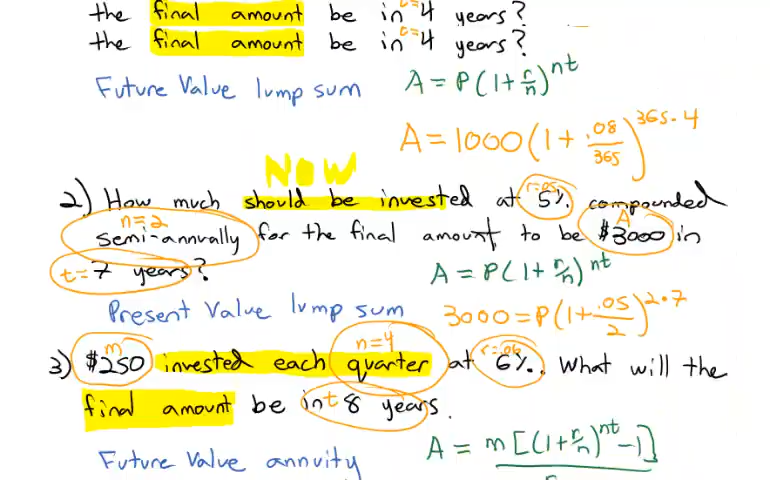 the final amount be in 4 years?
t=
the final amount be in 4 years?
t=
Future Value lump sum A = P(1+r/n)^nt
A = 1000(1 + .08/365)^365·4
NOW
2.) How much should be invested at 5% compounded
r=.05
n=2 A
semi-annually for the final amount to be $3000 in
t= 7 years? A = P(1+r/n)^nt
Present Value lump sum 3000 = P(1+.05/2)^2·7
m n=4 r=.06
3) $250 invested each quarter at 6%. What will the
final amount be in t 8 years.
Future Value annuity A = m[(1+r/n)^nt -1]